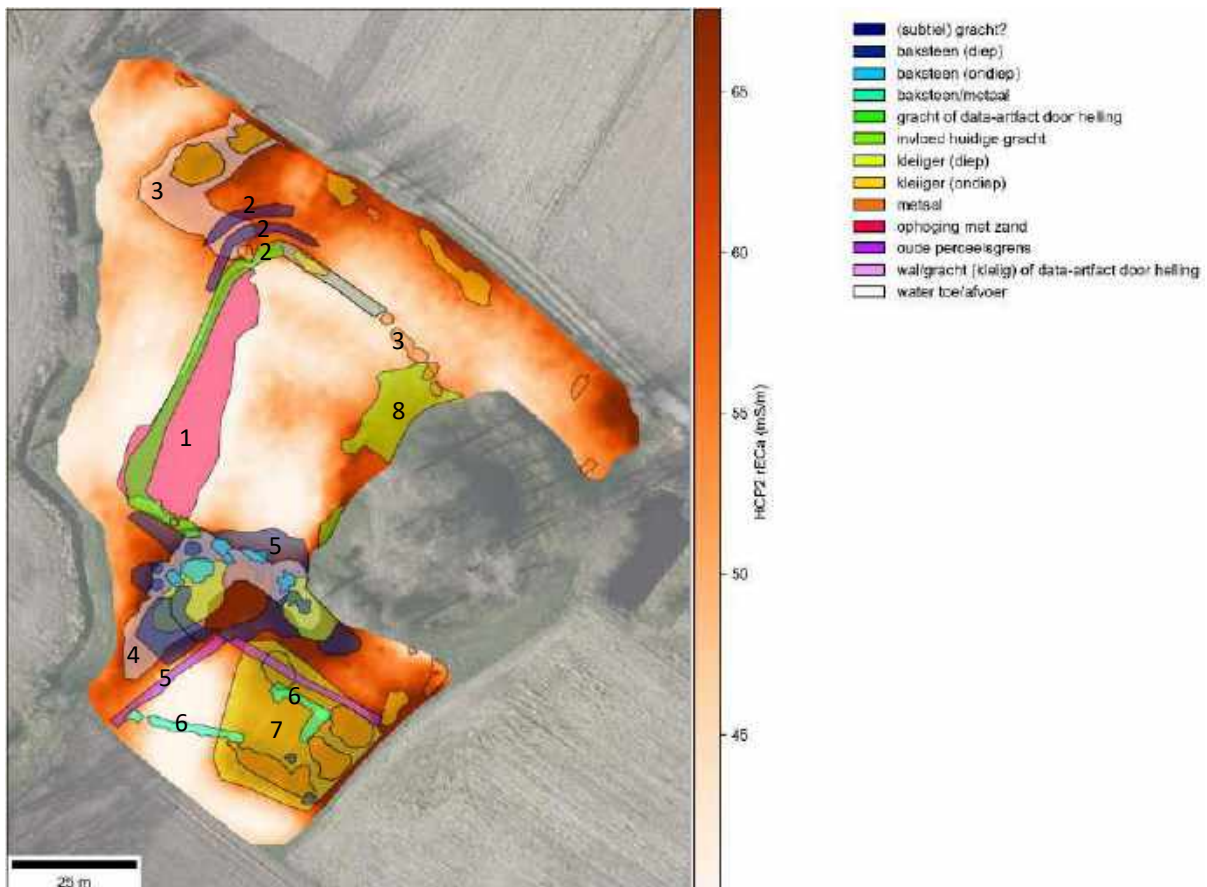 3
2
2
2
3
8
1
5
4
5
6
6
7
25 m
65
60
55
50
45
HCP2 rECa (mS/m)
(subtiel) gracht?
baksteen (diep)
baksteen (ondiep)
baksteen/metaal
gracht of data-artfact door helling
invloed huidige gracht
kleiiger (diep)
kleiiger (ondiep)
metaal
ophoging met zand
oude perceelsgrens
wal/gracht (kleiig) of data-artfact door helling
water toe/afvoer